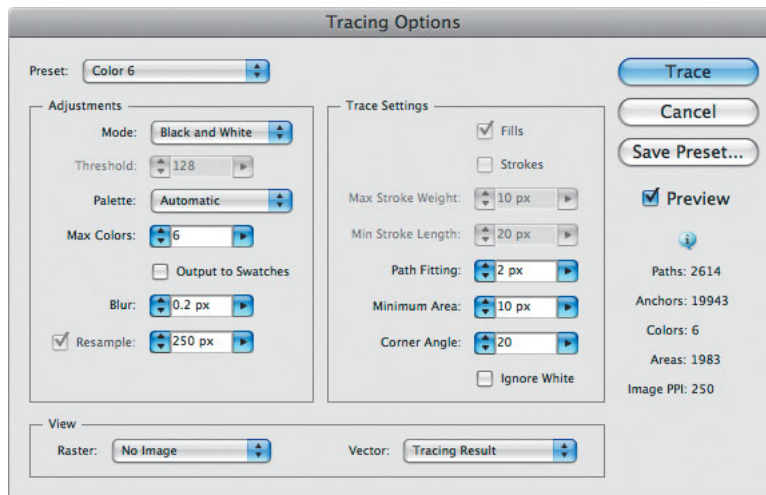 Tracing Options
Preset: Color 6
Adjustments
Mode: Black and White
Threshold: 128
Palette: Automatic
Max Colors: 6
Output to Swatches
Blur: 0.2 px
Resample: 250 px
Trace Settings
Fills
Strokes
Max Stroke Weight: 10 px
Min Stroke Length: 20 px
Path Fitting: 2 px
Minimum Area: 10 px
Corner Angle: 20
Ignore White
View
Raster: No Image
Vector: Tracing Result
Trace
Cancel
Save Preset...
Preview
Paths: 2614
Anchors: 19943
Colors: 6
Areas: 1983
Image PPI: 250